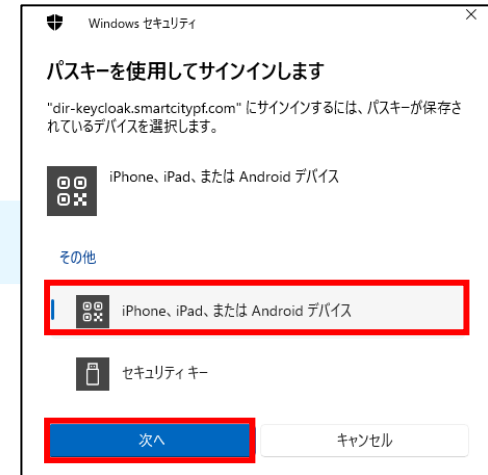 Windows セキュリティ
パスキーを使用してサインインします
"dir-keycloak.smartcitypf.com" にサインインするには、パスキーが保存さ
れているデバイスを選択します。
iPhone、iPad、または Android デバイス
その他
iPhone、iPad、または Android デバイス
セキュリティ キー
次へ
キャンセル